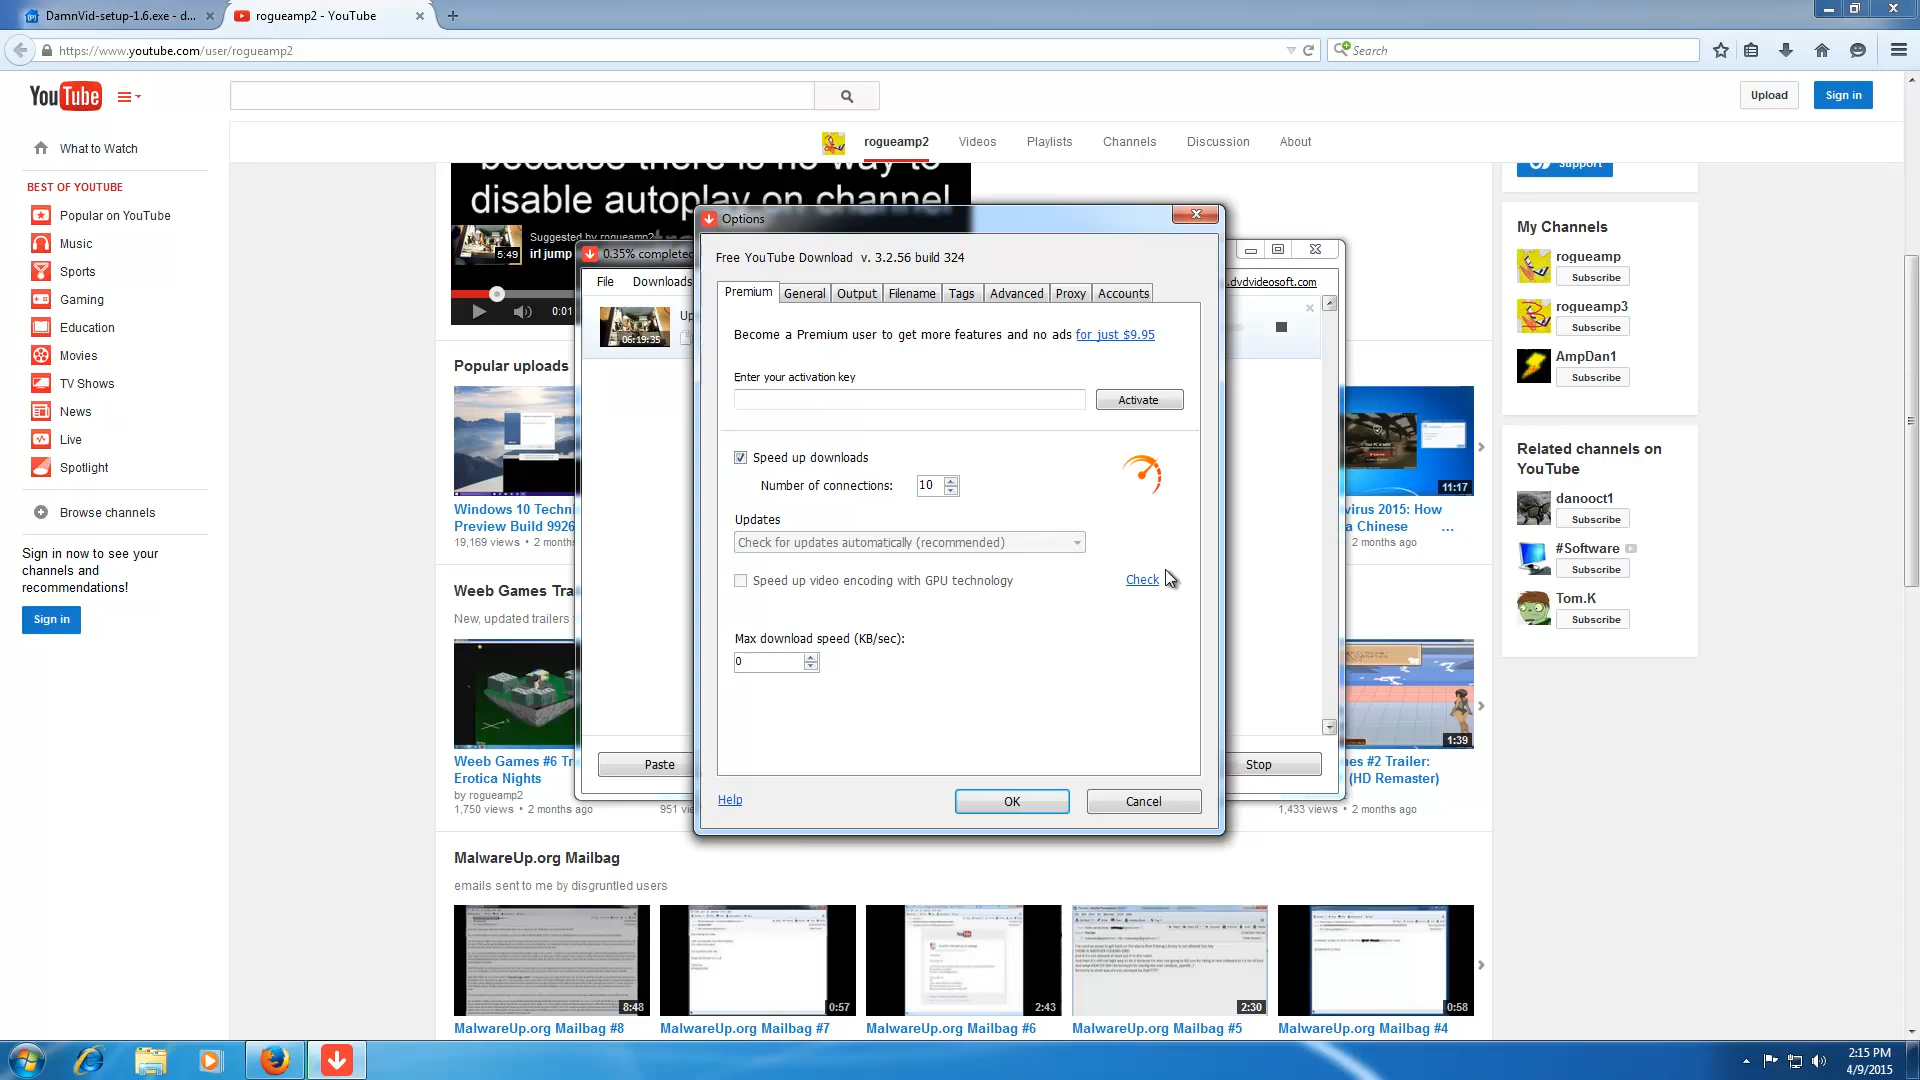 DamnVid-setup-1.6.exe - d...
rogueamp2 - YouTube
https://www.youtube.com/user/rogueamp2
Search
YouTube
Upload
Sign in
rogueamp2
Videos
Playlists
Channels
Discussion
About
What to Watch
BEST OF YOUTUBE
Popular on YouTube
Music
Sports
Gaming
Education
Movies
TV Shows
News
Live
Spotlight
Browse channels
Sign in now to see your
channels and
recommendations!
Sign in
because there is no way to
disable autoplay on channel
Suggested by rogueamp2
irl jump
5:49
0:01
Popular uploads
Windows 10 Techn
Preview Build 9926
19,169 views • 2 month
Weeb Games Tra
New, updated trailers
Weeb Games #6 T
Erotica Nights
by rogueamp2
1,750 views • 2 months ago
951 vi
0.35% completed
File
Downloads
.dvdvideosoft.com
06:19:35
Up
Paste
Stop
Options
Free YouTube Download v. 3.2.56 build 324
Premium
General
Output
Filename
Tags
Advanced
Proxy
Accounts
Become a Premium user to get more features and no ads for just $9.95
Enter your activation key
Activate
Speed up downloads
Number of connections: 10
Updates
Check for updates automatically (recommended)
Speed up video encoding with GPU technology
Check
Max download speed (KB/sec):
0
Help
OK
Cancel
11:17
virus 2015: How
a Chinese ...
2 months ago
1:39
es #2 Trailer:
(HD Remaster)
1,433 views • 2 months ago
Support
My Channels
rogueamp
Subscribe
rogueamp3
Subscribe
AmpDan1
Subscribe
Related channels on
YouTube
danooct1
Subscribe
#Software
Subscribe
Tom.K
Subscribe
MalwareUp.org Mailbag
emails sent to me by disgruntled users
8:48
0:57
2:43
2:30
0:58
MalwareUp.org Mailbag #8
MalwareUp.org Mailbag #7
MalwareUp.org Mailbag #6
MalwareUp.org Mailbag #5
MalwareUp.org Mailbag #4
2:15 PM
4/9/2015